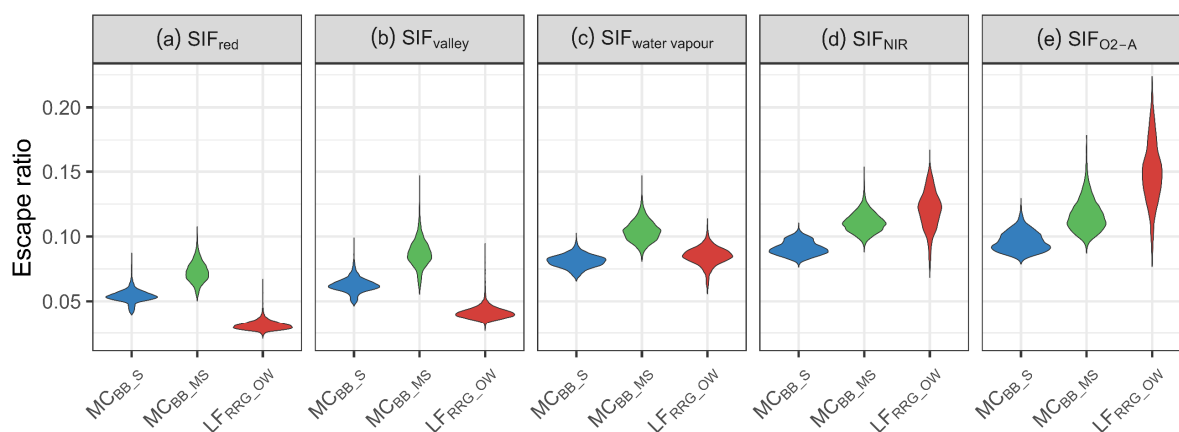 (a) SIFred
(b) SIFvalley
(c) SIFwater vapour
(d) SIFNIR
(e) SIFO2−A
Escape ratio
0.20
0.15
0.10
0.05
MCBB_S
MCBB_MS
LFRRG_OW
MCBB_S
MCBB_MS
LFRRG_OW
MCBB_S
MCBB_MS
LFRRG_OW
MCBB_S
MCBB_MS
LFRRG_OW
MCBB_S
MCBB_MS
LFRRG_OW